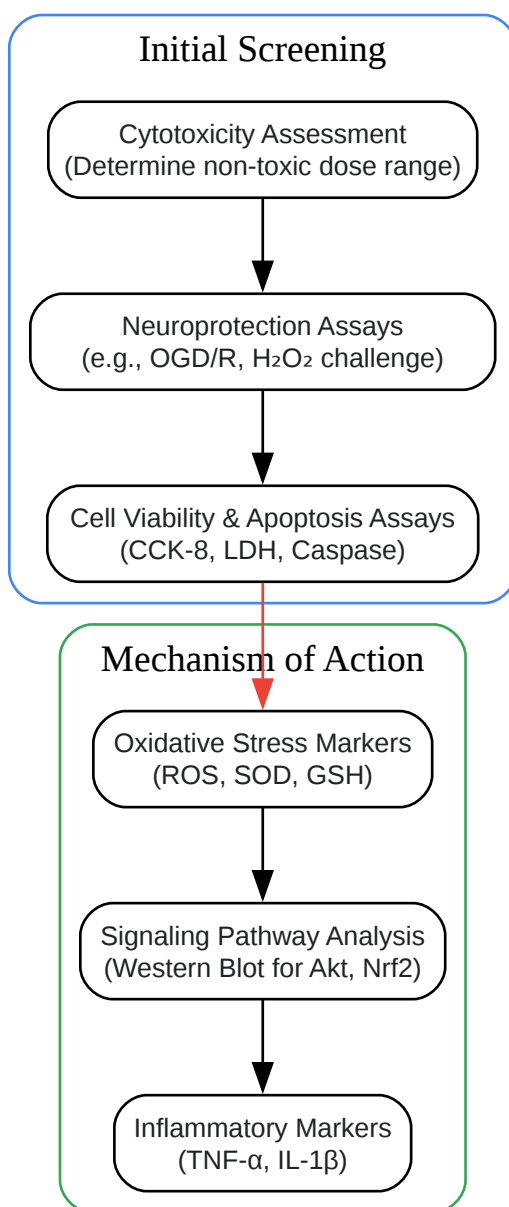 Initial Screening
Cytotoxicity Assessment
(Determine non-toxic dose range)
Neuroprotection Assays
(e.g., OGD/R, H₂O₂ challenge)
Cell Viability & Apoptosis Assays
(CCK-8, LDH, Caspase)
Mechanism of Action
Oxidative Stress Markers
(ROS, SOD, GSH)
Signaling Pathway Analysis
(Western Blot for Akt, Nrf2)
Inflammatory Markers
(TNF-α, IL-1β)